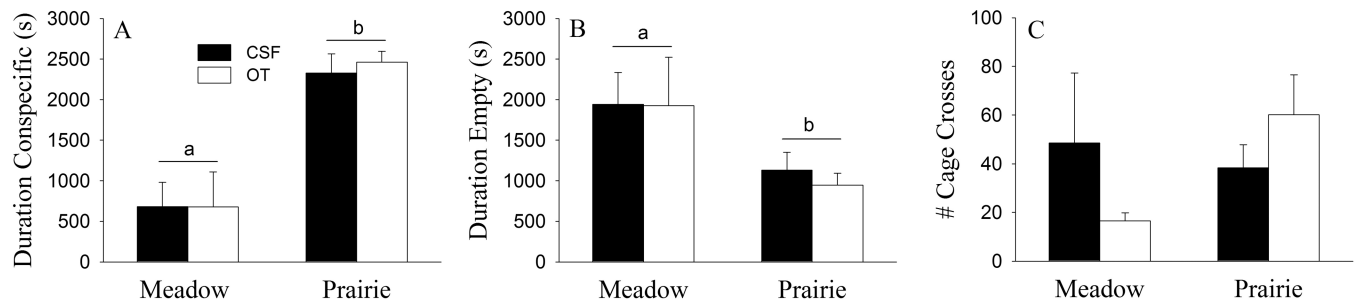 A
Duration Conspecific (s)
3000
2500
2000
1500
1000
500
0
CSF
OT
a
b
Meadow Prairie
B
Duration Empty (s)
3000
2500
2000
1500
1000
500
0
a
b
Meadow Prairie
C
# Cage Crosses
100
80
60
40
20
0
Meadow Prairie